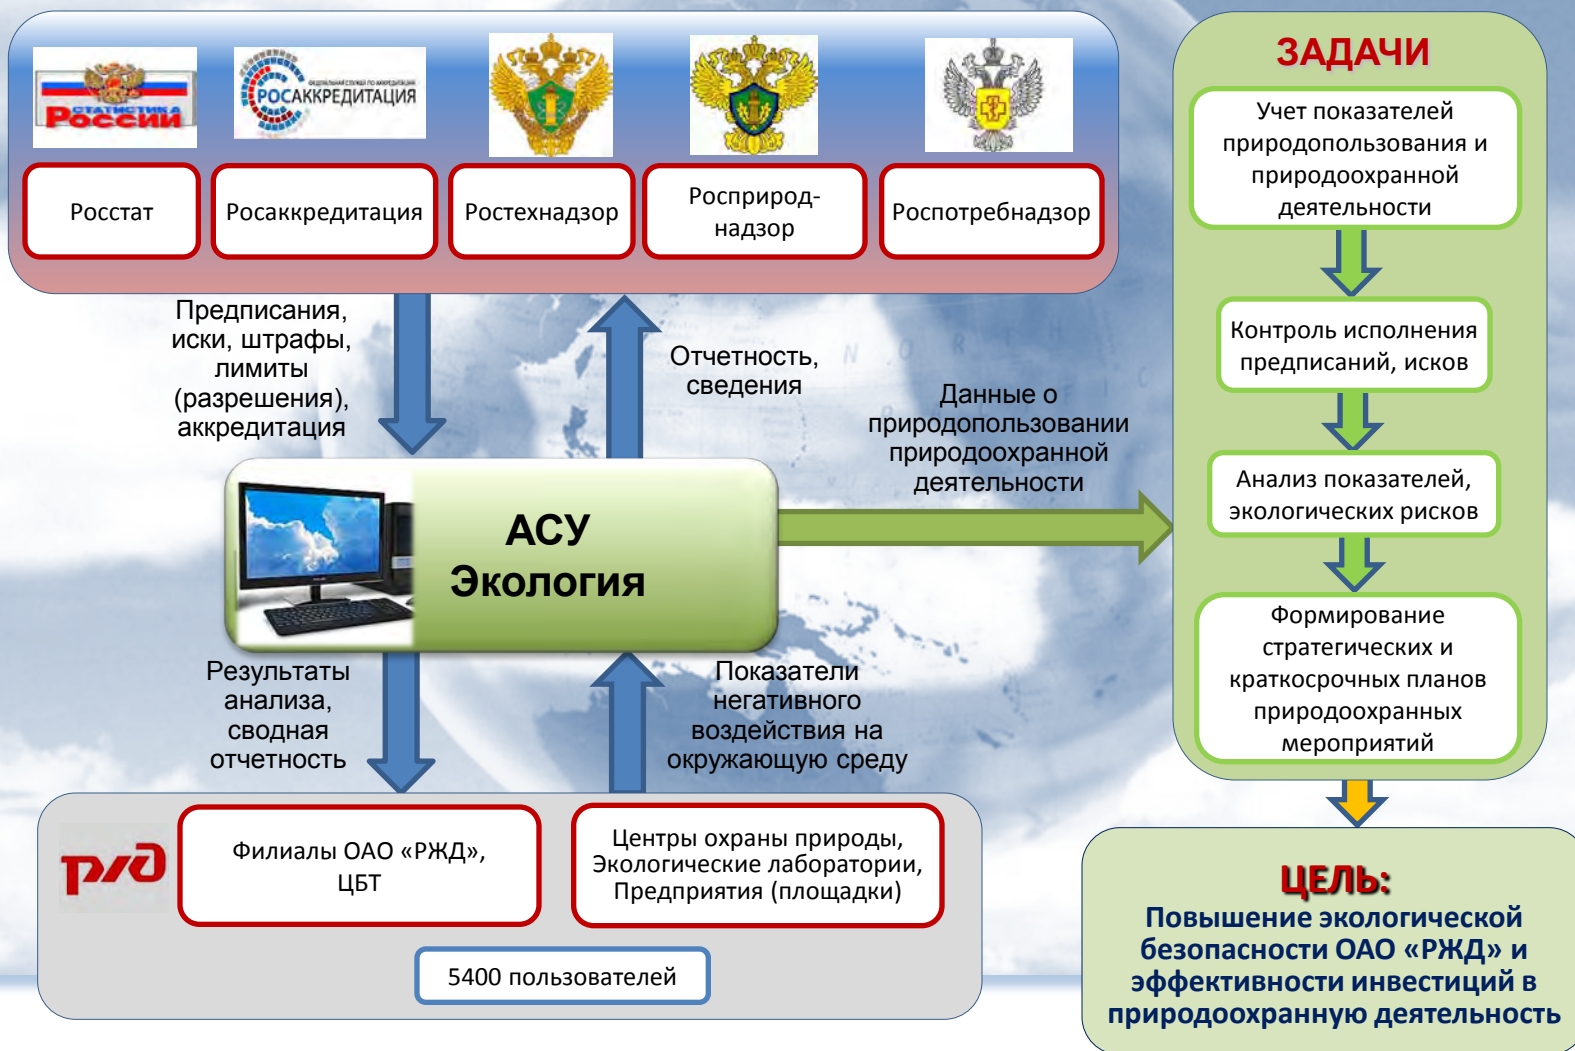 СТАТИСТИКА
РОССИИ
ФЕДЕРАЛЬНАЯ СЛУЖБА ПО АККРЕДИТАЦИИ
РОСАККРЕДИТАЦИЯ
Росстат
Росаккредитация
Ростехнадзор
Росприрод-
надзор
Роспотребнадзор
Предписания,
иски, штрафы,
лимиты
(разрешения),
аккредитация
Отчетность,
сведения
Данные о
природопользовании
природоохранной
деятельности
АСУ
Экология
Результаты
анализа,
сводная
отчетность
Показатели
негативного
воздействия на
окружающую среду
ржд
Филиалы ОАО «РЖД»,
ЦБТ
Центры охраны природы,
Экологические лаборатории,
Предприятия (площадки)
5400 пользователей
ЗАДАЧИ
Учет показателей
природопользования и
природоохранной
деятельности
Контроль исполнения
предписаний, исков
Анализ показателей,
экологических рисков
Формирование
стратегических и
краткосрочных планов
природоохранных
мероприятий
ЦЕЛЬ:
Повышение экологической
безопасности ОАО «РЖД» и
эффективности инвестиций в
природоохранную деятельность